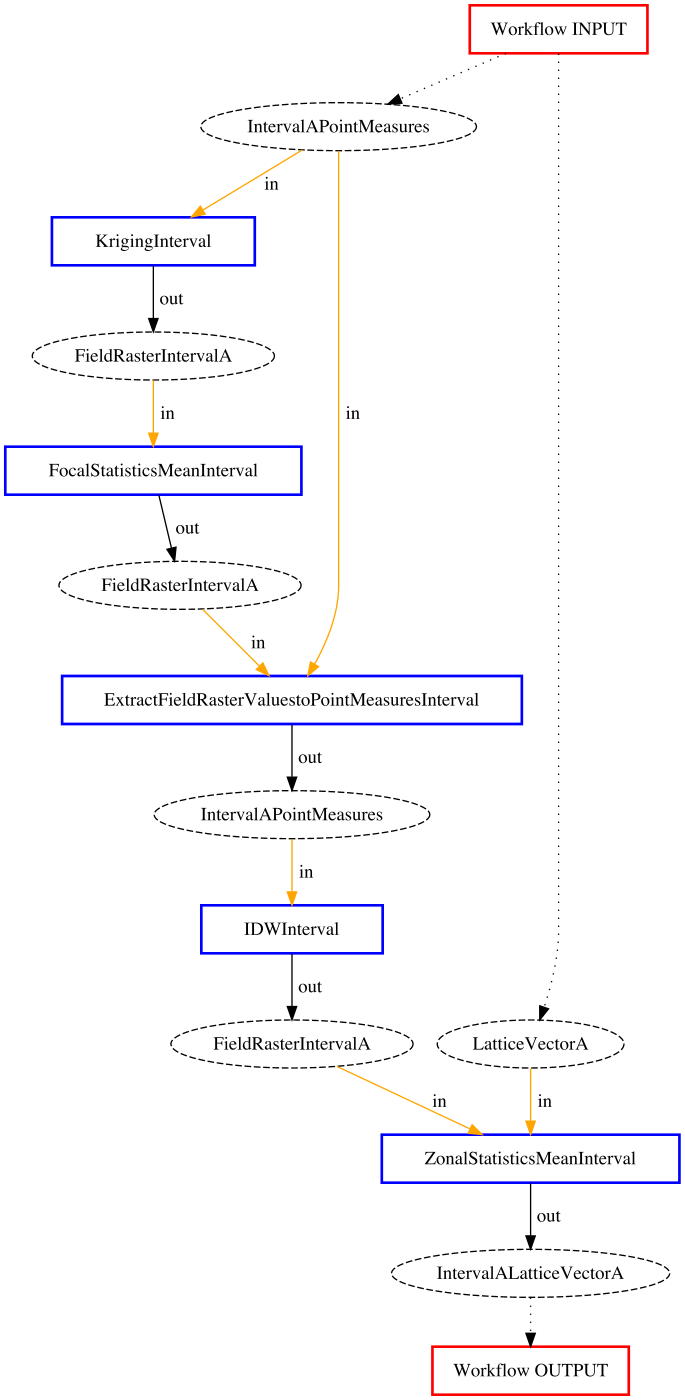 Workflow INPUT
IntervalAPointMeasures
in
KrigingInterval
out
FieldRasterIntervalA
in
in
FocalStatisticsMeanInterval
out
FieldRasterIntervalA
in
ExtractFieldRasterValuestoPointMeasuresInterval
out
IntervalAPointMeasures
in
IDWInterval
out
FieldRasterIntervalA
LatticeVectorA
in
in
ZonalStatisticsMeanInterval
out
IntervalALatticeVectorA
Workflow OUTPUT